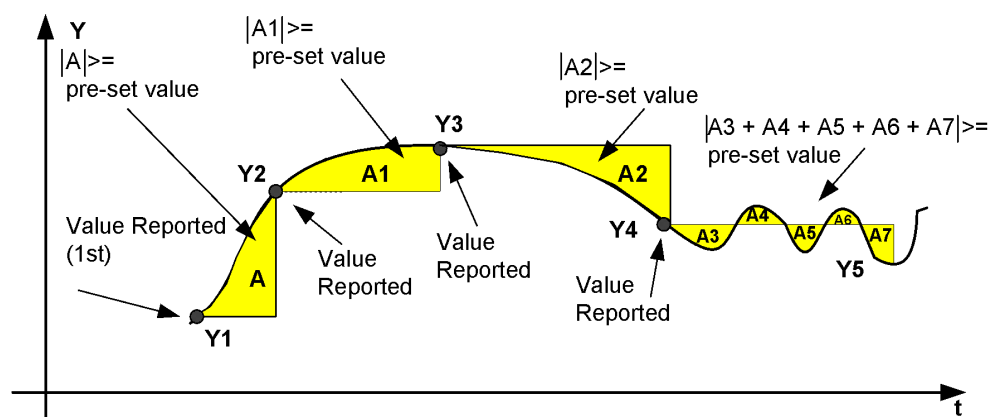 Y
|A1|>=
pre-set value
|A|>=
pre-set value
|A2|>=
pre-set value
|A3 + A4 + A5 + A6 + A7|>=
pre-set value
Y3
Y2
A1
A2
Value Reported
(1st)
Value
Reported
Value
Reported
Y4
A3
A4
A5
A6
A7
Y5
A
Value
Reported
Y1
t